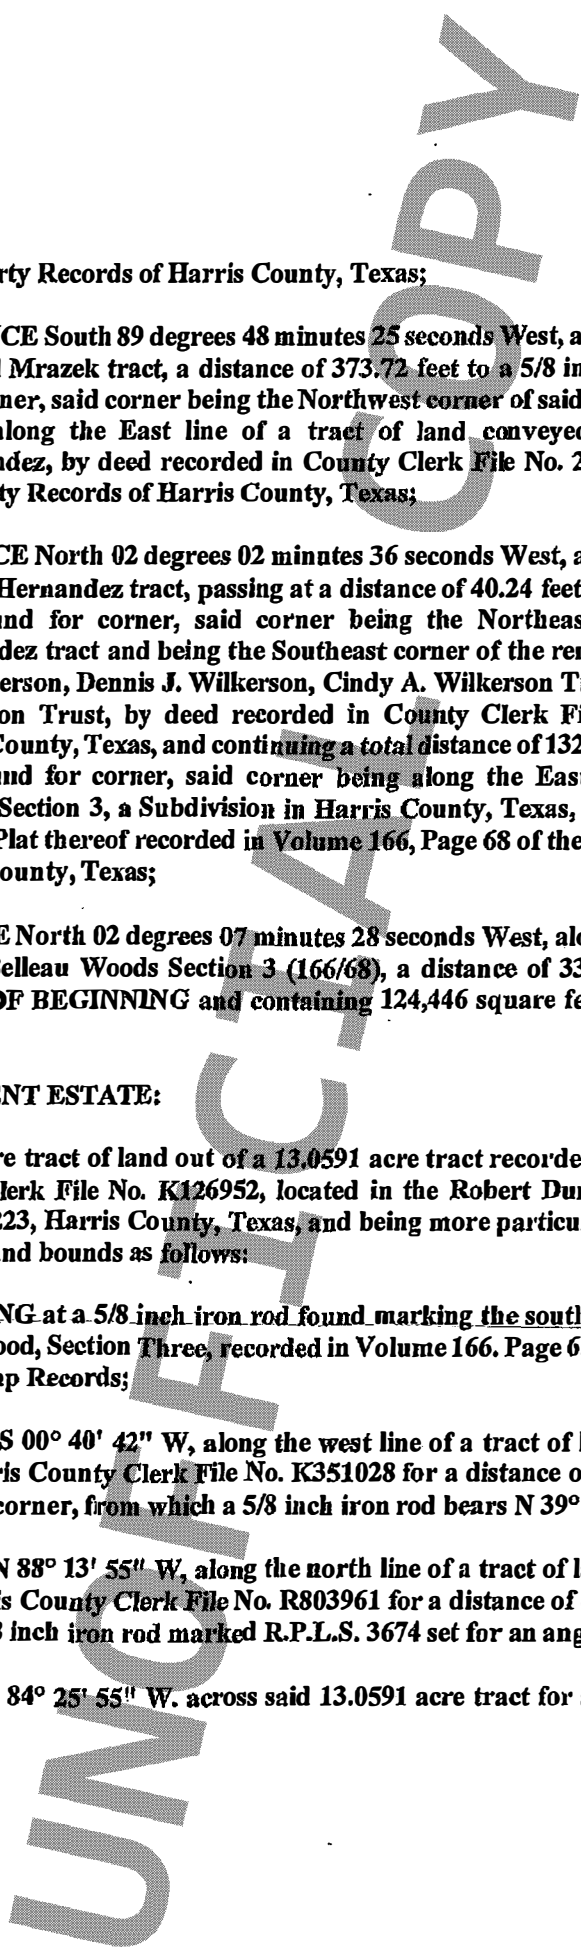 rty Records of Harris County, Texas;
CE South 89 degrees 48 minutes 25 seconds West, a
Mrazek tract, a distance of 373.72 feet to a 5/8 in
ner, said corner being the Northwest corner of said
along the East line of a tract of land conveyed
ndez, by deed recorded in County Clerk File No. 2
ty Records of Harris County, Texas;
CE North 02 degrees 02 minutes 36 seconds West, a
Hernandez tract, passing at a distance of 40.24 feet
und for corner, said corner being the Northeas
dez tract and being the Southeast corner of the rem
erson, Dennis J. Wilkerson, Cindy A. Wilkerson T
on Trust, by deed recorded in County Clerk Fi
County, Texas, and continuing a total distance of 132
und for corner, said corner being along the East
Section 3, a Subdivision in Harris County, Texas,
Plat thereof recorded in Volume 166, Page 68 of the
ounty, Texas;
E North 02 degrees 07 minutes 28 seconds West, alo
elleau Woods Section 3 (166/68), a distance of 33
OF BEGINNING and containing 124,446 square fe
NT ESTATE:
re tract of land out of a 13.0591 acre tract recorde
lerk File No. K126952, located in the Robert Dun
223, Harris County, Texas, and being more particu
und bounds as follows:
NG at a 5/8 inch iron rod found marking the south
ood, Section Three, recorded in Volume 166. Page 6
ap Records;
S 00° 40' 42" W, along the west line of a tract of l
ris County Clerk File No. K351028 for a distance o
corner, from which a 5/8 inch iron rod bears N 39°
N 88° 13' 55" W, along the north line of a tract of la
is County Clerk File No. R803961 for a distance of
inch iron rod marked R.P.L.S. 3674 set for an ang
84° 25' 55" W. across said 13.0591 acre tract for
UNOFFICIAL COPY